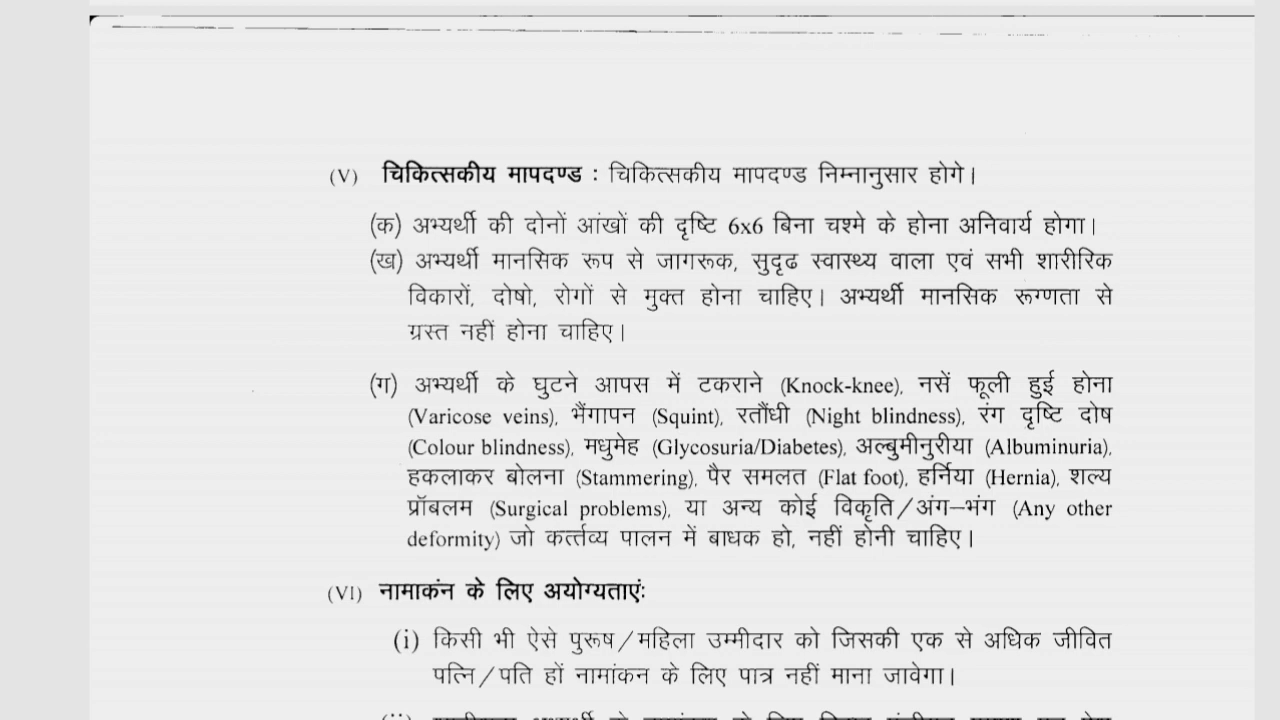 (V) चिकित्सकीय मापदण्ड : चिकित्सकीय मापदण्ड निम्नानुसार होगे।
(क) अभ्यर्थी की दोनों आंखों की दृष्टि 6x6 बिना चश्मे के होना अनिवार्य होगा।
(ख) अभ्यर्थी मानसिक रूप से जागरूक, सुदृढ स्वास्थ्य वाला एवं सभी शारीरिक
विकारों, दोषो, रोगों से मुक्त होना चाहिए। अभ्यर्थी मानसिक रूग्णता से
ग्रस्त नहीं होना चाहिए।
(ग) अभ्यर्थी के घुटने आपस में टकराने (Knock-knee), नसें फूली हुई होना
(Varicose veins), भैंगापन (Squint), रतौंधी (Night blindness), रंग दृष्टि दोष
(Colour blindness), मधुमेह (Glycosuria/Diabetes), अल्बुमीनुरीया (Albuminuria),
हकलाकर बोलना (Stammering), पैर समलत (Flat foot), हर्निया (Hernia), शल्य
प्रॉबलम (Surgical problems), या अन्य कोई विकृति/अंग–भंग (Any other
deformity) जो कर्त्तव्य पालन में बाधक हो, नहीं होनी चाहिए।
(VI) नामाकंन के लिए अयोग्यताएंः
(i) किसी भी ऐसे पुरूष/महिला उम्मीदार को जिसकी एक से अधिक जीवित
पत्नि/पति हों नामांकन के लिए पात्र नहीं माना जावेगा।